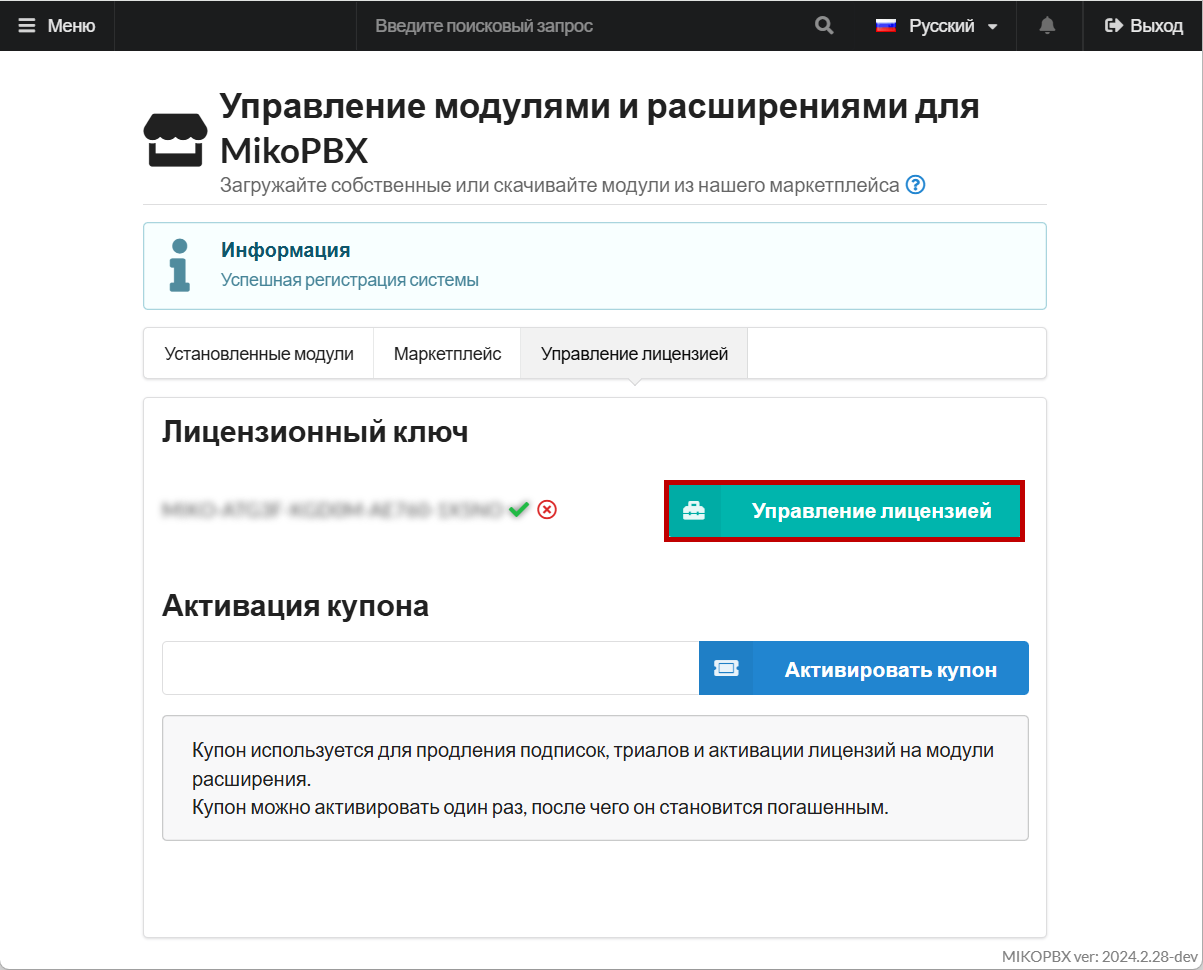 Меню
Введите поисковый запрос
Русский
Выход
Управление модулями и расширениями для
MikoPBX
Загружайте собственные или скачивайте модули из нашего маркетплейса ?
Информация
Успешная регистрация системы
Установленные модули
Маркетплейс
Управление лицензией
Лицензионный ключ
Управление лицензией
Активация купона
Активировать купон
Купон используется для продления подписок, триалов и активации лицензий на модули
расширения.
Купон можно активировать один раз, после чего он становится погашенным.
MIKOPBX ver: 2024.2.28-dev